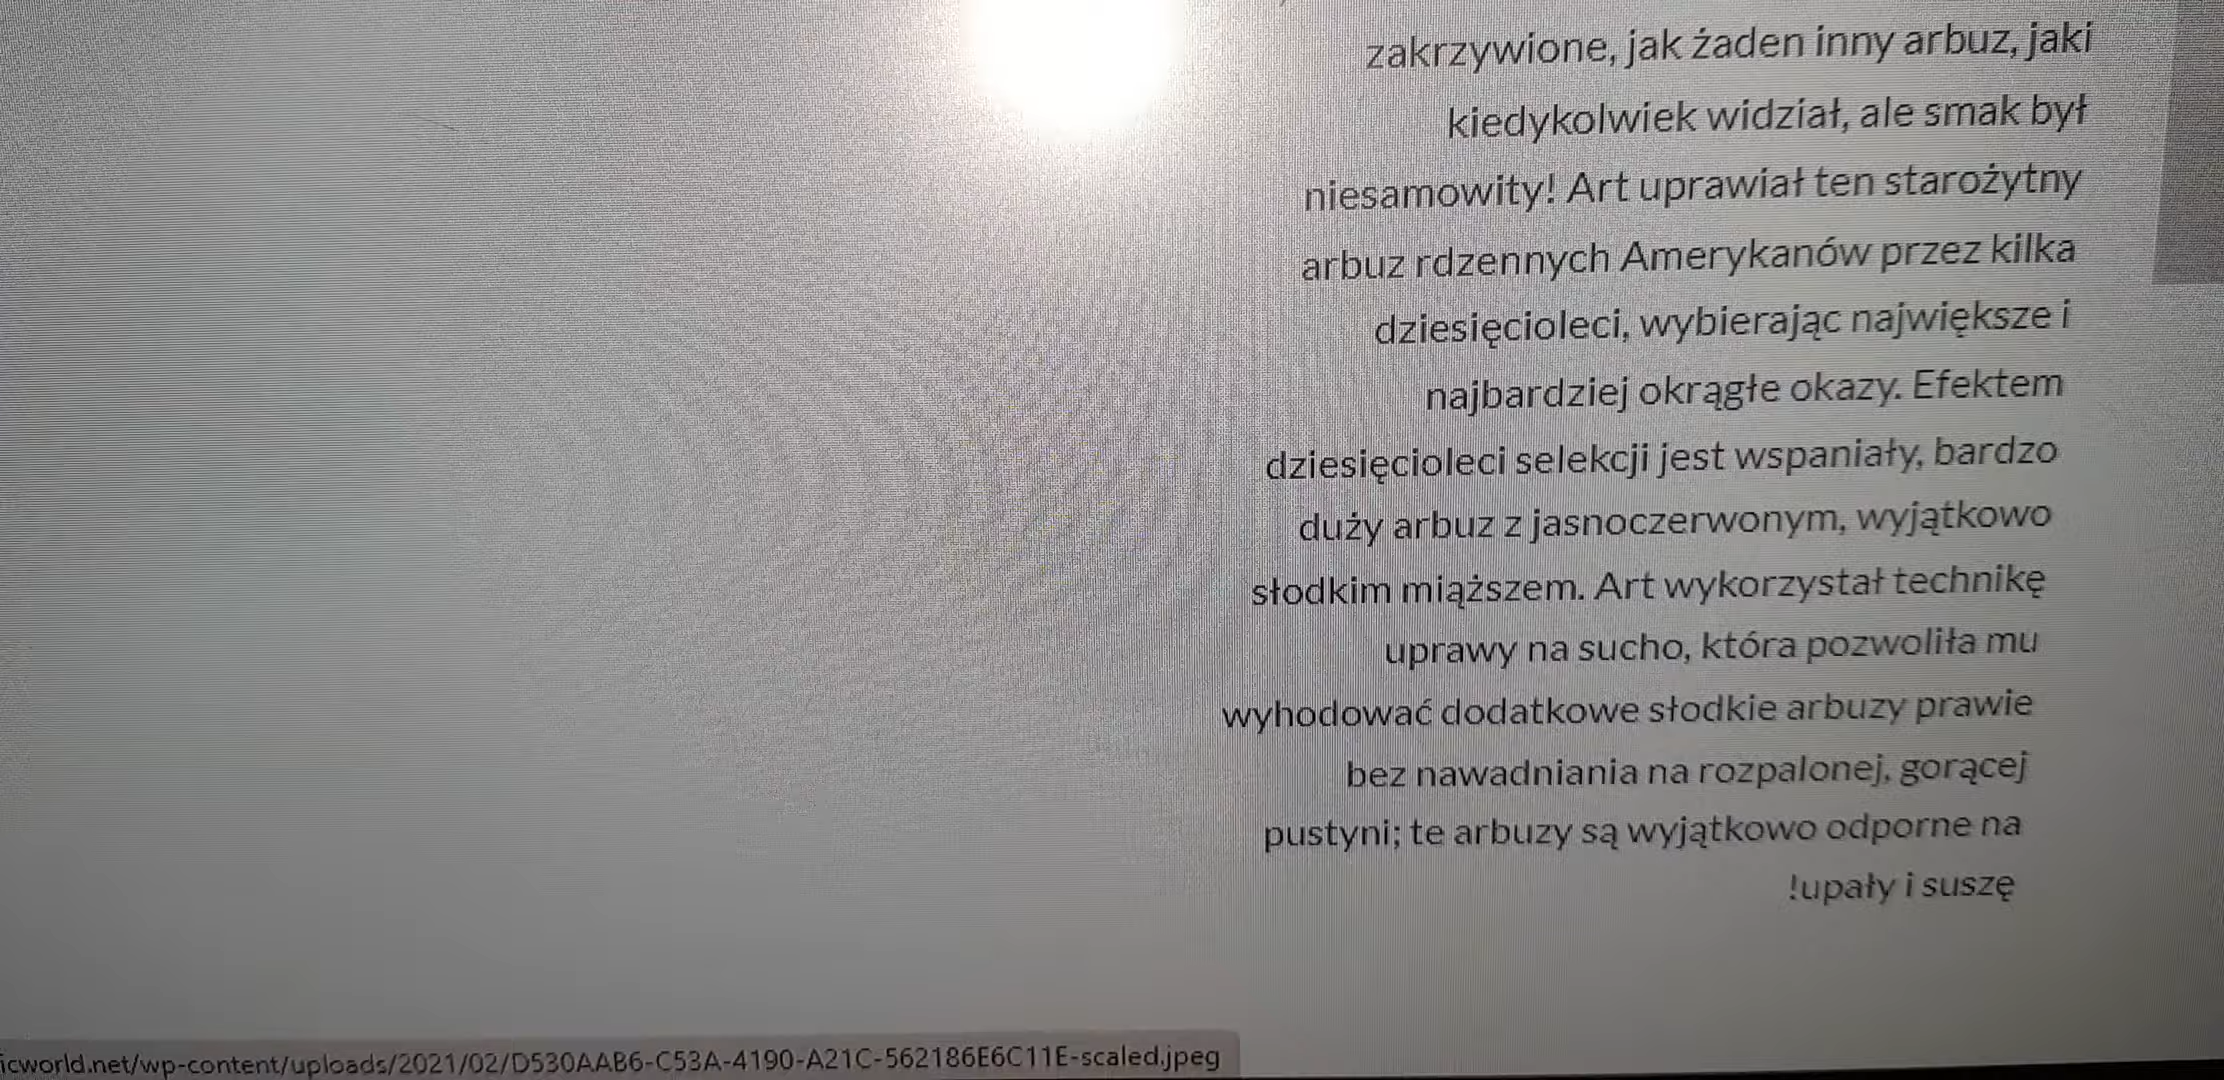 zakrzywione, jak żaden inny arbuz, jaki
kiedykolwiek widział, ale smak był
niesamowity! Art uprawiał ten starożytny
arbuz rdzennych Amerykanów przez kilka
dziesięcioleci, wybierając największe i
najbardziej okrągłe okazy. Efektem
dziesięcioleci selekcji jest wspaniały, bardzo
duży arbuz z jasnoczerwonym, wyjątkowo
słodkim miąższem. Art wykorzystał technikę
uprawy na sucho, która pozwoliła mu
wyhodować dodatkowe słodkie arbuzy prawie
bez nawadniania na rozpalonej, gorącej
pustyni; te arbuzy są wyjątkowo odporne na
!upały i suszę
icworld.net/wp-content/uploads/2021/02/D530AAB6-C53A-4190-A21C-562186E6C11E-scaled.jpeg